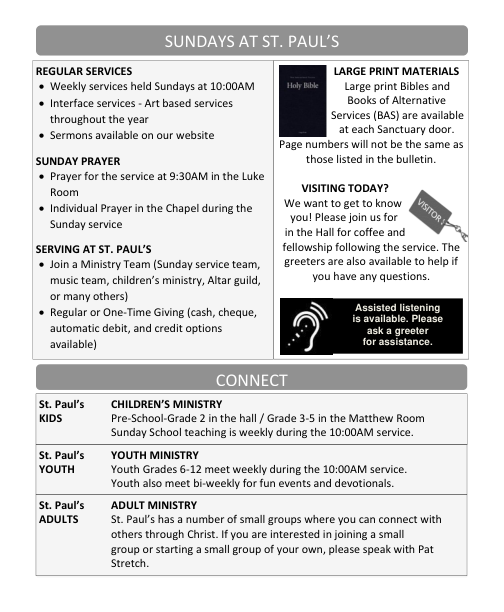 SUNDAYS AT ST. PAUL'S
REGULAR SERVICES
• Weekly services held Sundays at 10:00AM
• Interface services - Art based services
throughout the year
• Sermons available on our website
SUNDAY PRAYER
• Prayer for the service at 9:30AM in the Luke
Room
• Individual Prayer in the Chapel during the
Sunday service
SERVING AT ST. PAUL'S
• Join a Ministry Team (Sunday service team,
music team, children's ministry, Altar guild,
or many others)
• Regular or One-Time Giving (cash, cheque,
automatic debit, and credit options
available)
Holy Bible
LARGE PRINT MATERIALS
Large print Bibles and
Books of Alternative
Services (BAS) are available
at each Sanctuary door.
Page numbers will not be the same as
those listed in the bulletin.
VISITING TODAY?
We want to get to know
you! Please join us for
in the Hall for coffee and
fellowship following the service. The
greeters are also available to help if
you have any questions.
VISITOR
Assisted listening
is available. Please
ask a greeter
for assistance.
CONNECT
St. Paul's
KIDS
CHILDREN'S MINISTRY
Pre-School-Grade 2 in the hall / Grade 3-5 in the Matthew Room
Sunday School teaching is weekly during the 10:00AM service.
St. Paul's
YOUTH
YOUTH MINISTRY
Youth Grades 6-12 meet weekly during the 10:00AM service.
Youth also meet bi-weekly for fun events and devotionals.
St. Paul's
ADULTS
ADULT MINISTRY
St. Paul's has a number of small groups where you can connect with
others through Christ. If you are interested in joining a small
group or starting a small group of your own, please speak with Pat
Stretch.